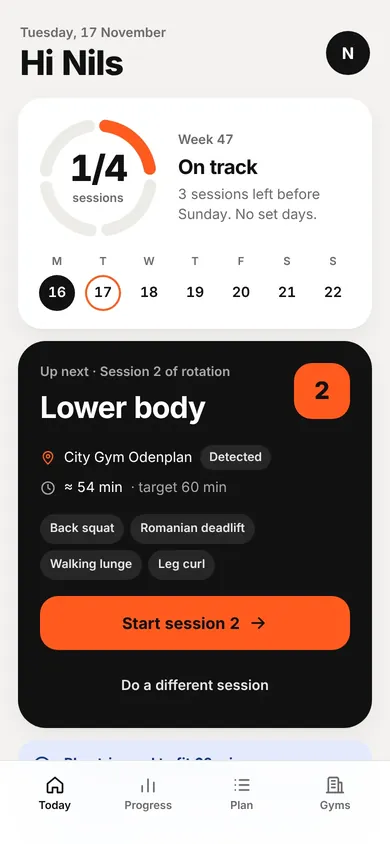 Tuesday, 17 November
Hi Nils
N
1/4
sessions
Week 47
On track
3 sessions left before
Sunday. No set days.
M T W T F S S
16 17 18 19 20 21 22
Up next · Session 2 of rotation
2
Lower body
City Gym Odenplan Detected
≈ 54 min · target 60 min
Back squat Romanian deadlift
Walking lunge Leg curl
Start session 2 →
Do a different session
Today Progress Plan Gyms